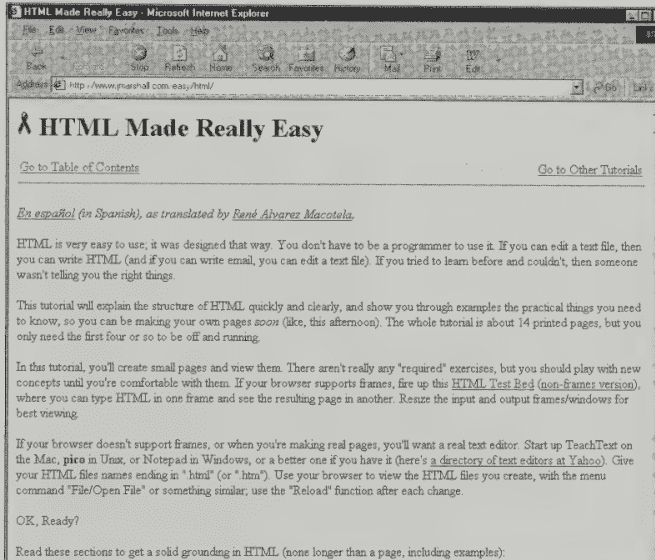 HTML Made Really Easy - Microsoft Internet Explorer
File Edit View Favorites Tools Help
Back Stop Refresh Home Search Favorites History Mail Print Edit
Address http://www.jmarshall.com/easy/html/ Go Links
HTML Made Really Easy
Go to Table of Contents Go to Other Tutorials
En español (in Spanish), as translated by René Alvarez Macotela.
HTML is very easy to use; it was designed that way. You don't have to be a programmer to use it. If you can edit a text file, then
you can write HTML (and if you can write email, you can edit a text file). If you tried to learn before and couldn't, then someone
wasn't telling you the right things.
This tutorial will explain the structure of HTML quickly and clearly, and show you through examples the practical things you need
to know, so you can be making your own pages soon (like, this afternoon). The whole tutorial is about 14 printed pages, but you
only need the first four or so to be off and running.
In this tutorial, you'll create small pages and view them. There aren't really any "required" exercises, but you should play with new
concepts until you're comfortable with them. If your browser supports frames, fire up this HTML Test Bed (non-frames version),
where you can type HTML in one frame and see the resulting page in another. Resize the input and output frames/windows for
best viewing.
If your browser doesn't support frames, or when you're making real pages, you'll want a real text editor. Start up TeachText on
the Mac, pico in Unix, or Notepad in Windows, or a better one if you have it (here's a directory of text editors at Yahoo). Give
your HTML files names ending in ".html" (or ".htm"). Use your browser to view the HTML files you create, with the menu
command "File/Open File" or something similar; use the "Reload" function after each change.
OK, Ready?
Read these sections to get a solid grounding in HTML (none longer than a page, including examples):